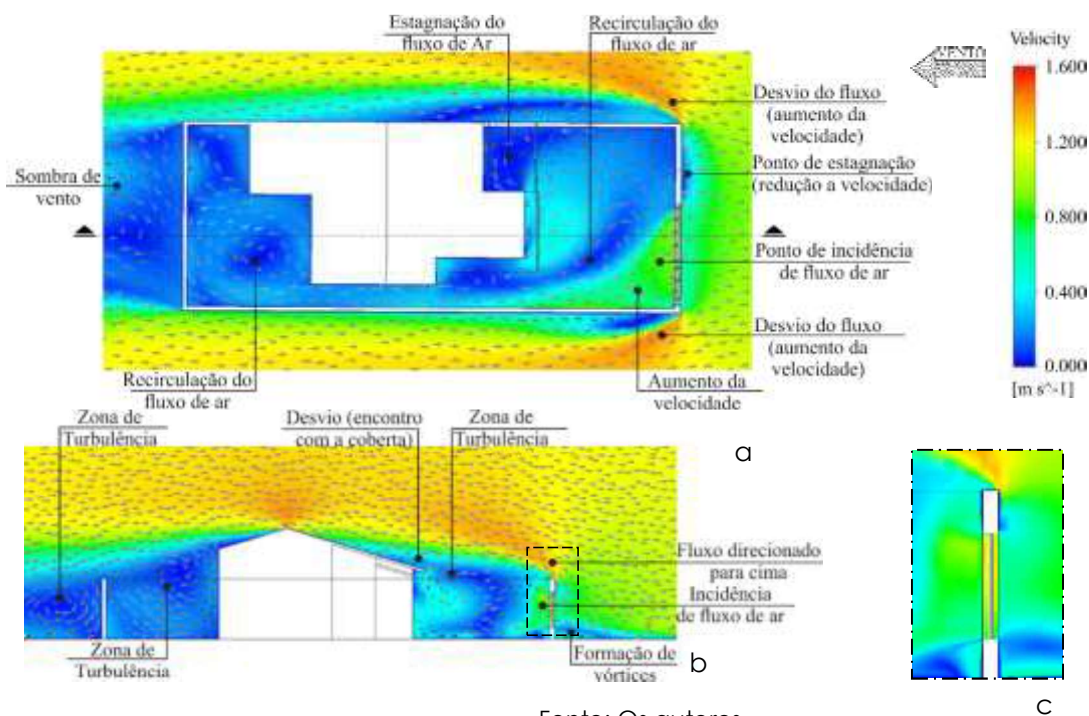 Estagnação do
fluxo de Ar
Recirculação do
fluxo de ar
VENTO
Velocity
1.600
1.200
0.800
0.400
0.000
[m s^-1]
Desvio do fluxo
(aumento da
velocidade)
Ponto de estagnação
(redução a velocidade)
Sombra de
vento
Ponto de incidência
de fluxo de ar
Desvio do fluxo
(aumento da
velocidade)
Recirculação do
fluxo de ar
Aumento da
velocidade
a
Zona de
Turbulência
Desvio (encontro
com a coberta)
Zona de
Turbulência
Fluxo direcionado
para cima
Incidência
de fluxo de ar
Zona de
Turbulência
Formação de
vórtices
b
c
Fonte: Os autores